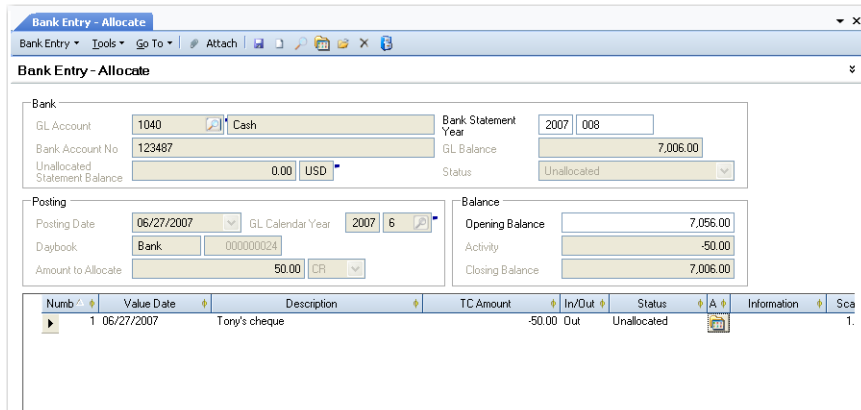 Bank Entry - Allocate
Bank Entry Tools Go To Attach
Bank Entry - Allocate
Bank
GL Account 1040 Cash Bank Statement Year 2007 008
Bank Account No 123487 GL Balance 7,006.00
Unallocated Statement Balance 0.00 USD Status Unallocated
Posting Balance
Posting Date 06/27/2007 GL Calendar Year 2007 6 Opening Balance 7,056.00
Daybook Bank 000000024 Activity -50.00
Amount to Allocate 50.00 CR Closing Balance 7,006.00
Numb Value Date Description TC Amount In/Out Status A Information Sca
1 06/27/2007 Tony's cheque -50.00 Out Unallocated 1.